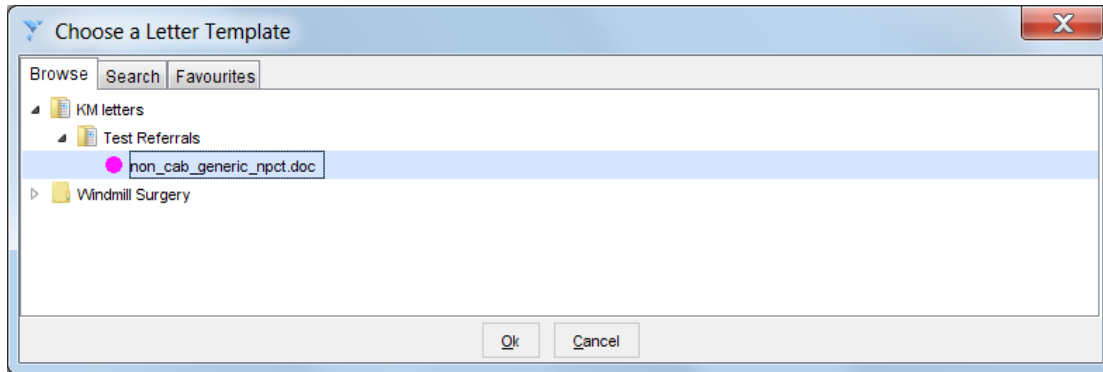 Choose a Letter Template
Browse Search Favourites
KM letters
Test Referrals
non_cab_generic_npct.doc
Windmill Surgery
Ok Cancel